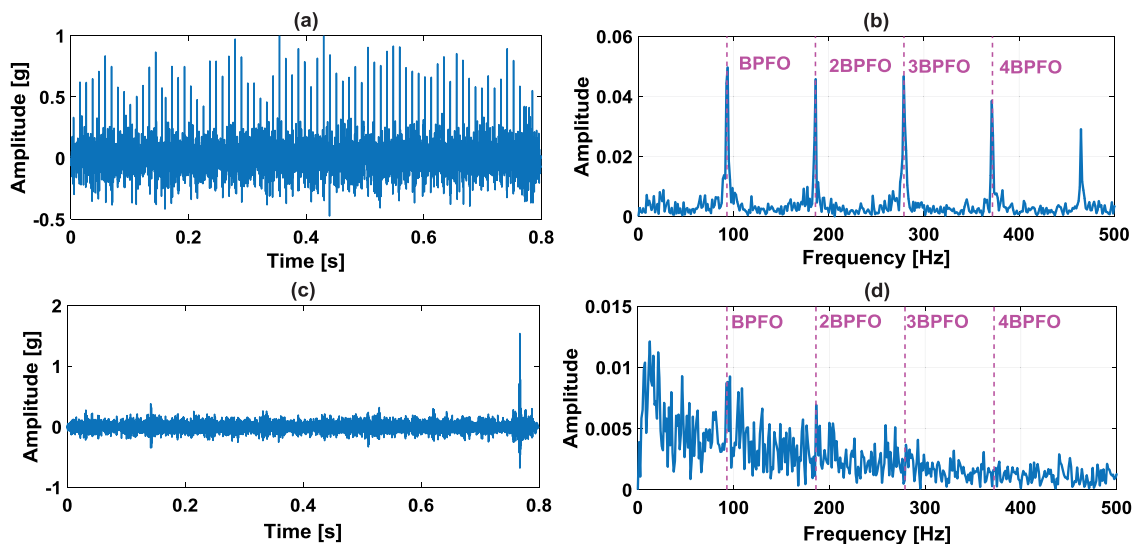 (a)
1
0.5
0
-0.5
Amplitude [g]
0 0.2 0.4 0.6 0.8
Time [s]
(b)
0.06
0.04
0.02
0
Amplitude
BPFO 2BPFO 3BPFO 4BPFO
0 100 200 300 400 500
Frequency [Hz]
(c)
2
1
0
-1
Amplitude [g]
0 0.2 0.4 0.6 0.8
Time [s]
(d)
0.015
0.01
0.005
0
Amplitude
BPFO 2BPFO 3BPFO 4BPFO
0 100 200 300 400 500
Frequency [Hz]